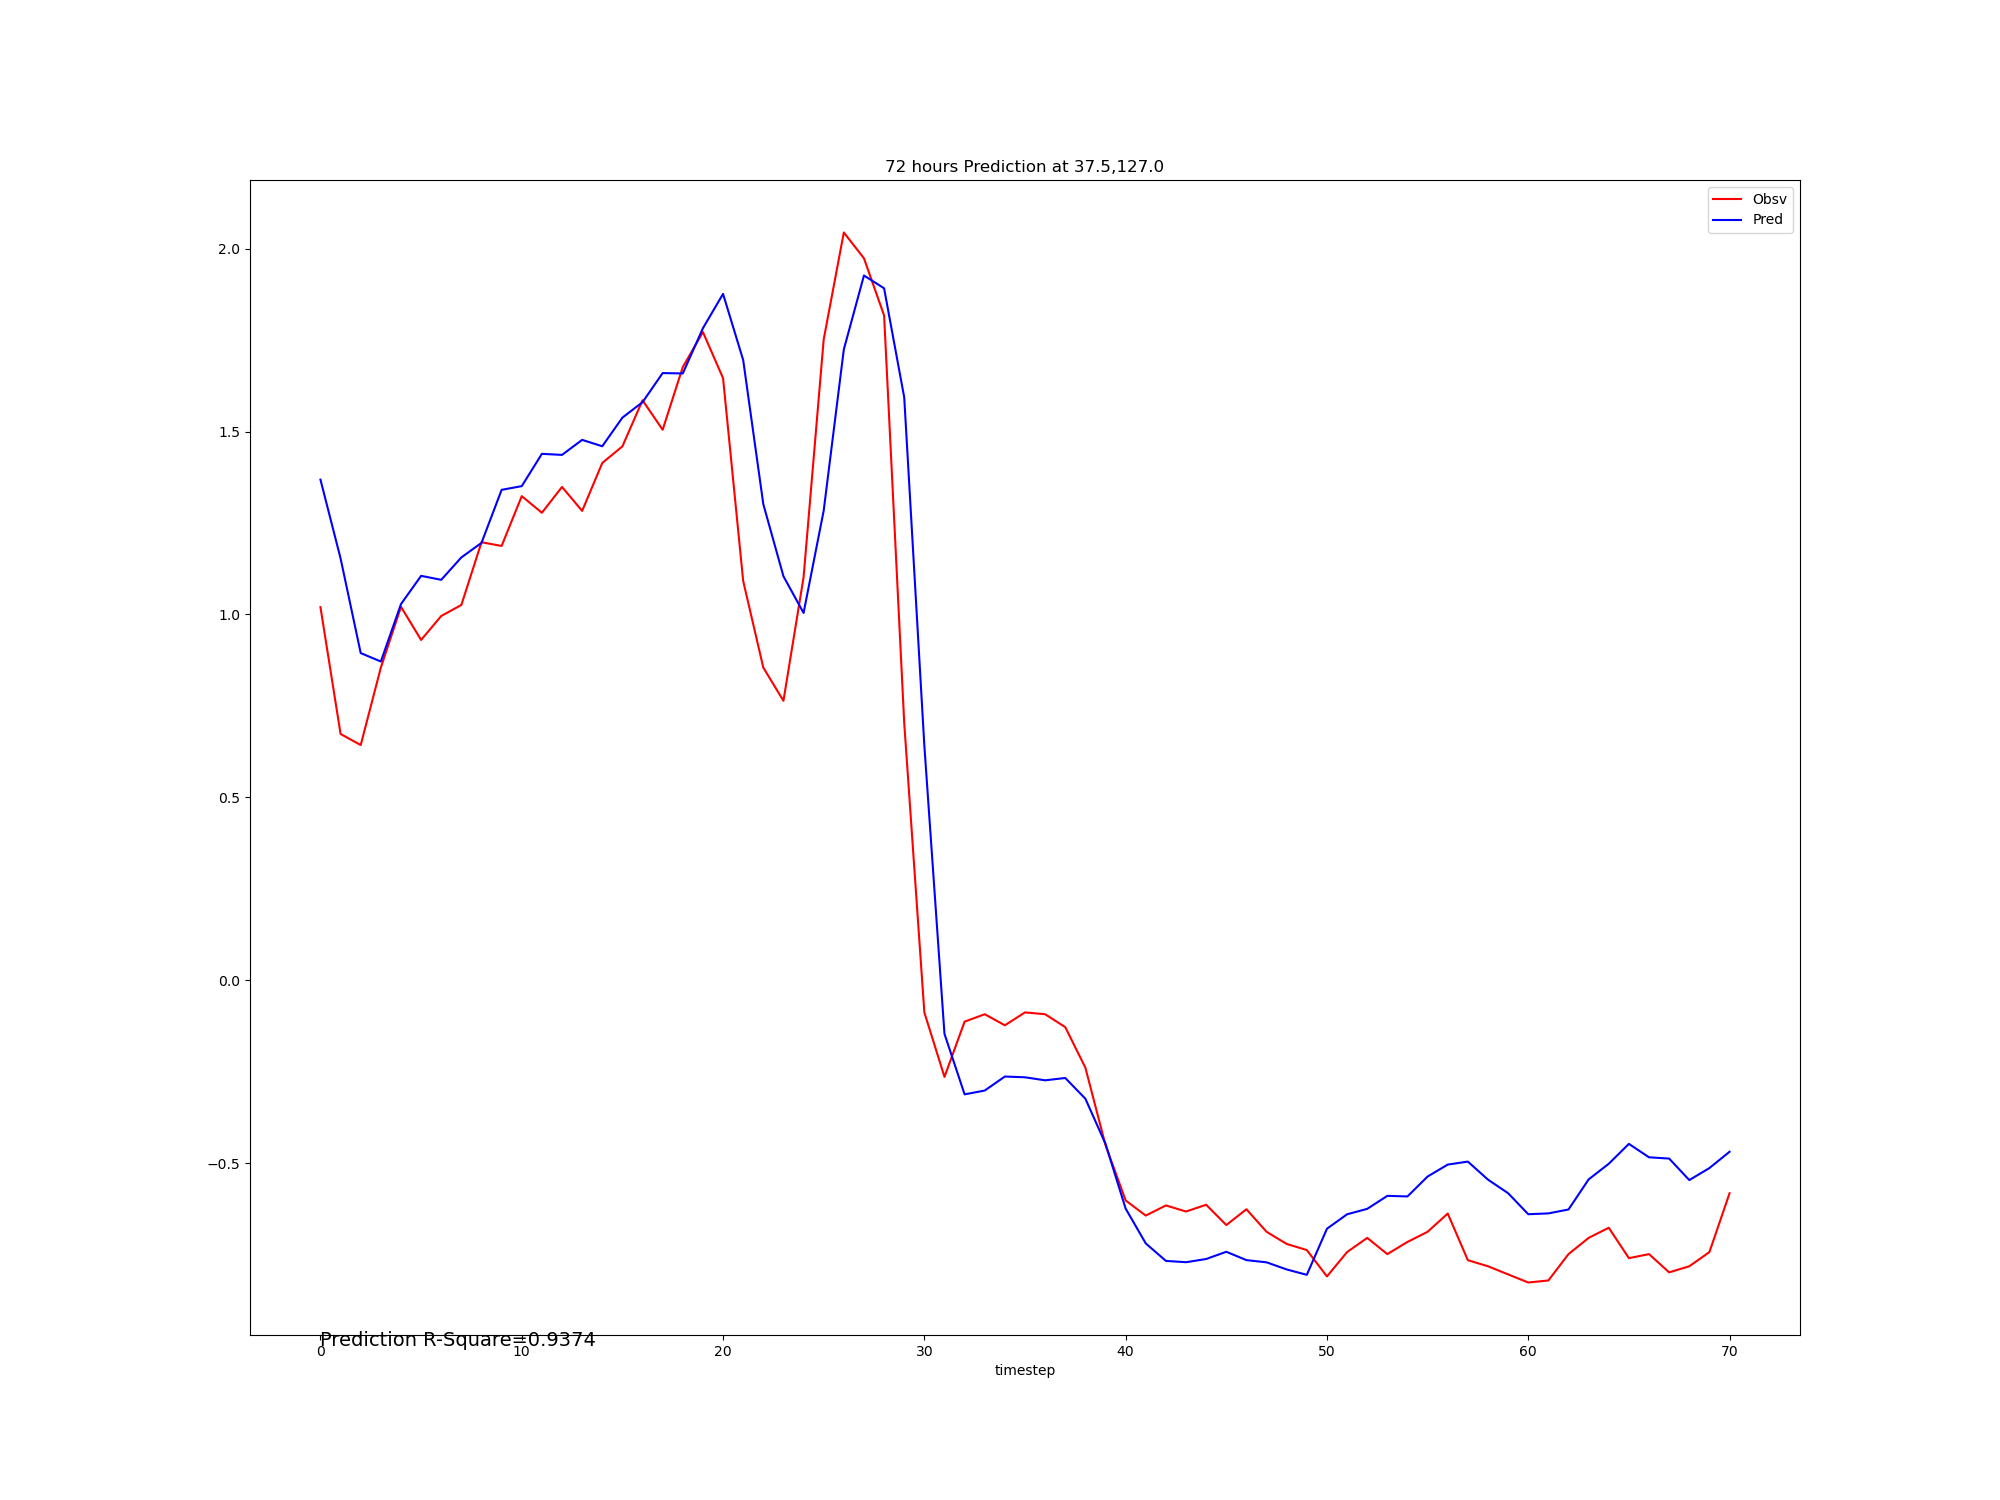 72 hours Prediction at 37.5,127.0
Obsv
Pred
2.0
1.5
1.0
0.5
0.0
−0.5
Prediction R-Square=0.9374
0 10 20 30 40 50 60 70
timestep